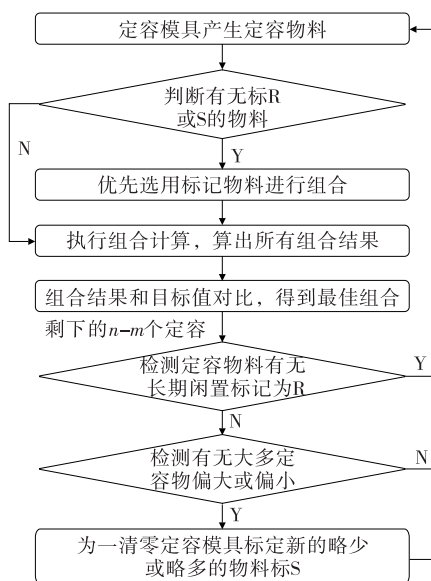 定容模具产生定容物料
判断有无标R
或S的物料
N
Y
优先选用标记物料进行组合
执行组合计算，算出所有组合结果
组合结果和目标值对比，得到最佳组合
剩下的n-m个定容
检测定容物料有无
长期闲置标记为R
Y
N
检测有无大多定
容物偏大或偏小
N
Y
为一清零定容模具标定新的略少
或略多的物料标S